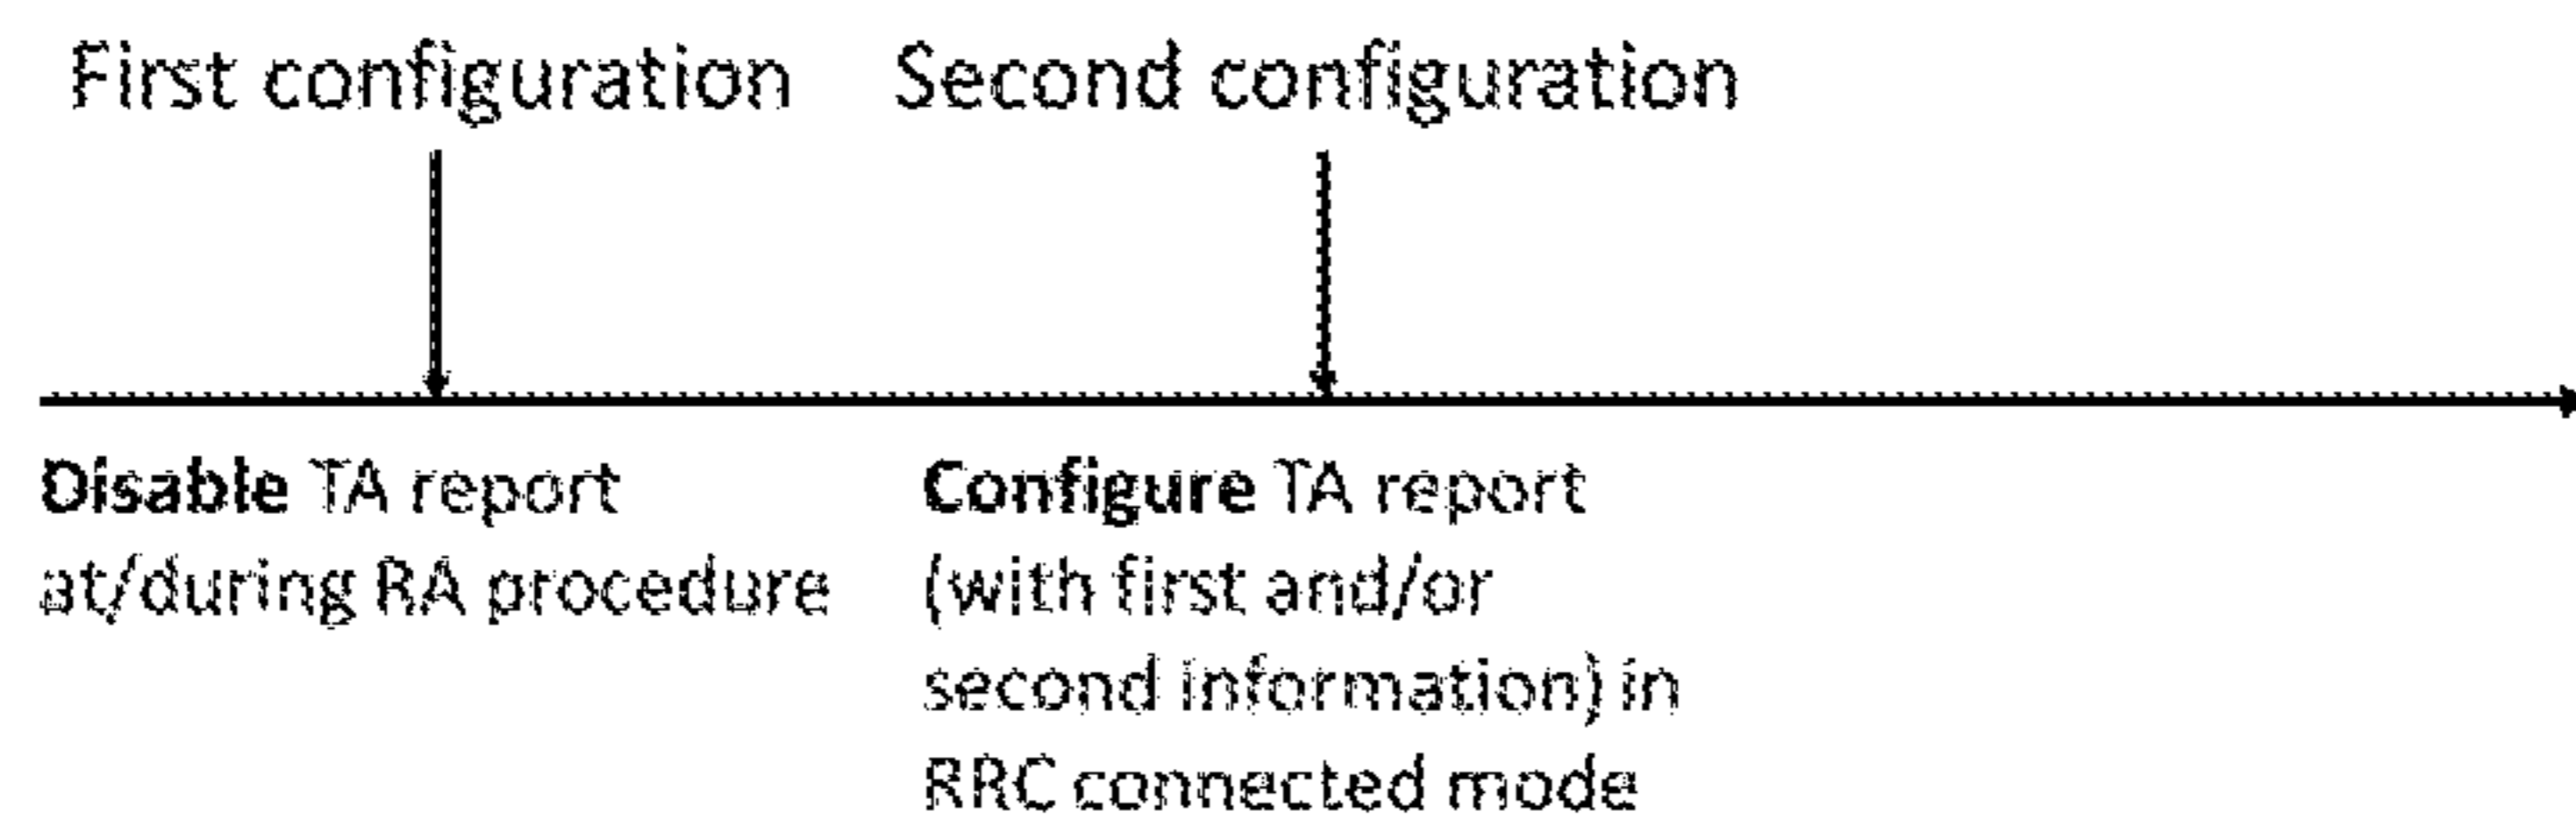 First configuration
Second configuration
Disable TA report
at/during RA procedure
Configure TA report
(with first and/or
second information) in
RRC connected mode